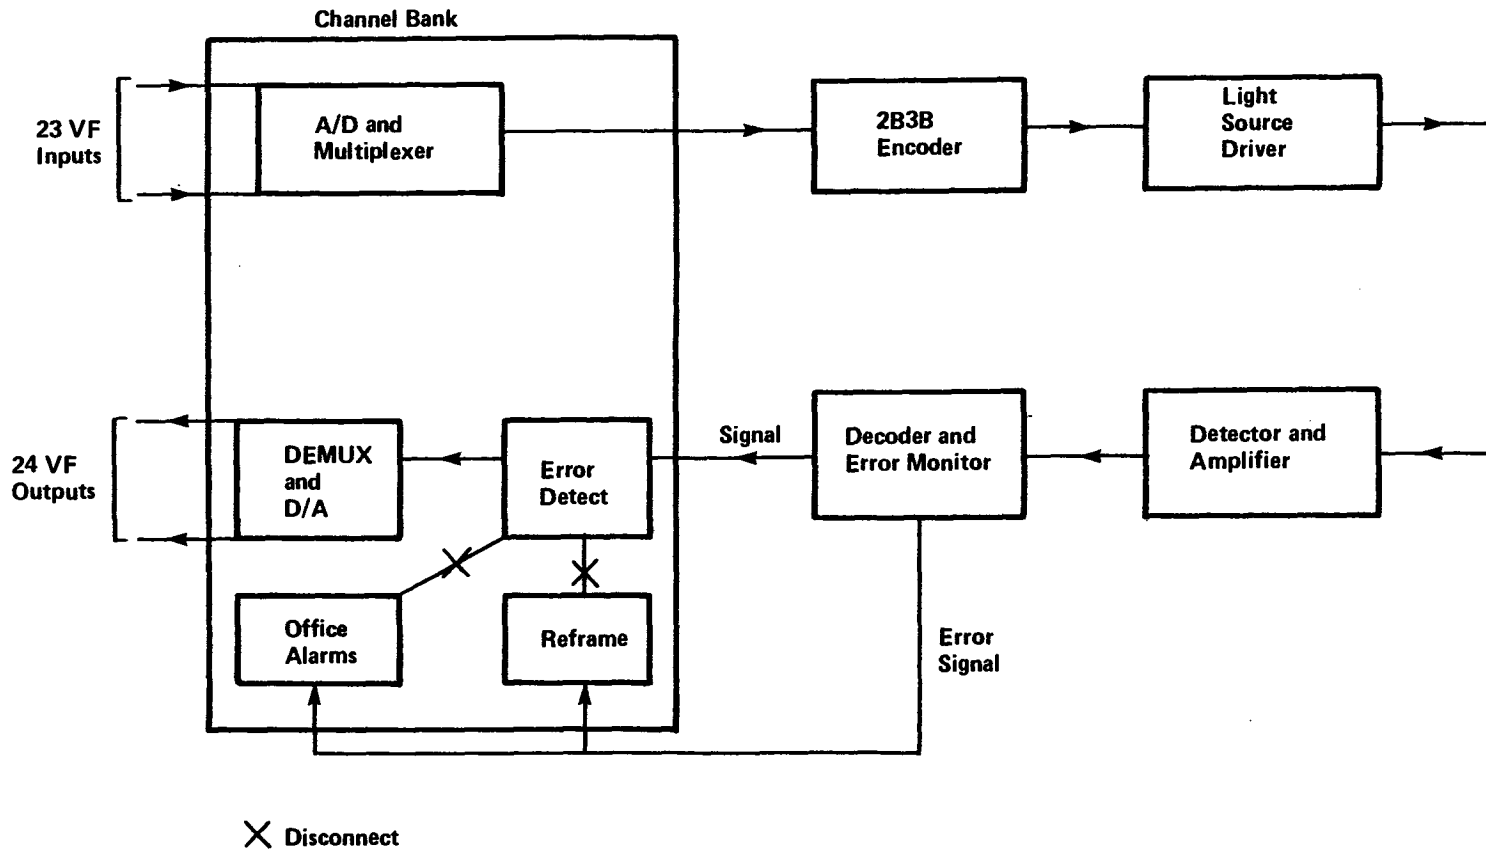 Channel Bank
23 VF
Inputs
A/D and
Multiplexer
2B3B
Encoder
Light
Source
Driver
24 VF
Outputs
DEMUX
and
D/A
Error
Detect
Signal
Decoder and
Error Monitor
Detector and
Amplifier
Office
Alarms
Reframe
Error
Signal
Disconnect